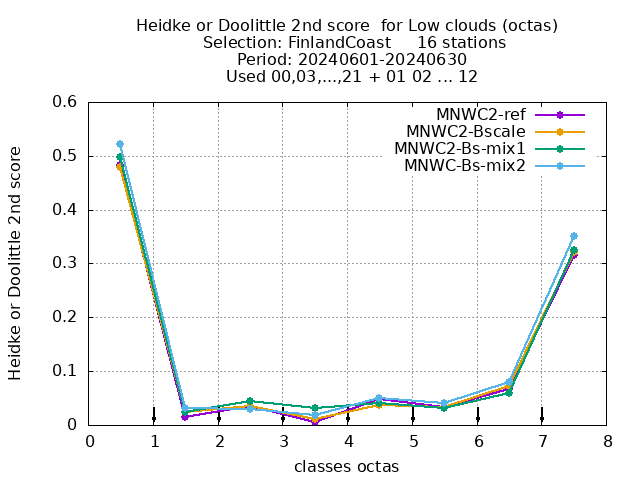 Heidke or Doolittle 2nd score  for Low clouds (octas)
Selection: FinlandCoast     16 stations
Period: 20240601-20240630
Used 00,03,...,21 + 01 02 ... 12
Heidke or Doolittle 2nd score
0.6
0.5
0.4
0.3
0.2
0.1
0
MNWC2-ref
MNWC2-Bscale
MNWC2-Bs-mix1
MNWC-Bs-mix2
0 1 2 3 4 5 6 7 8
classes octas